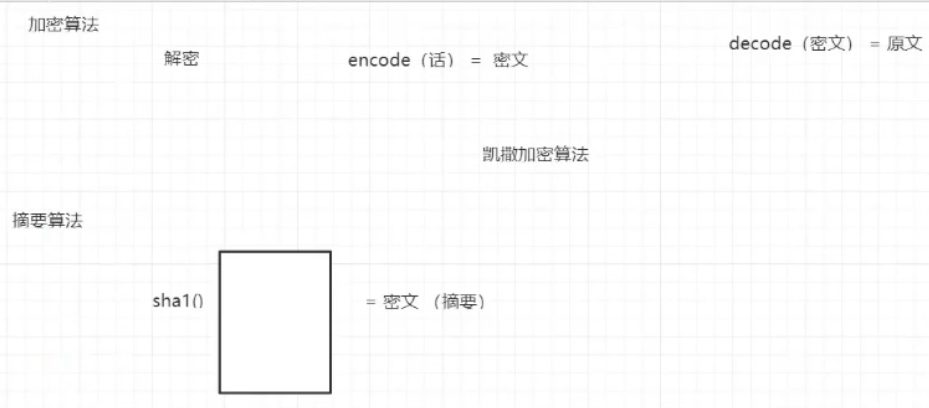 加密算法
解密 encode（话） = 密文 decode（密文） = 原文
凯撒加密算法
摘要算法
sha1() = 密文 （摘要）